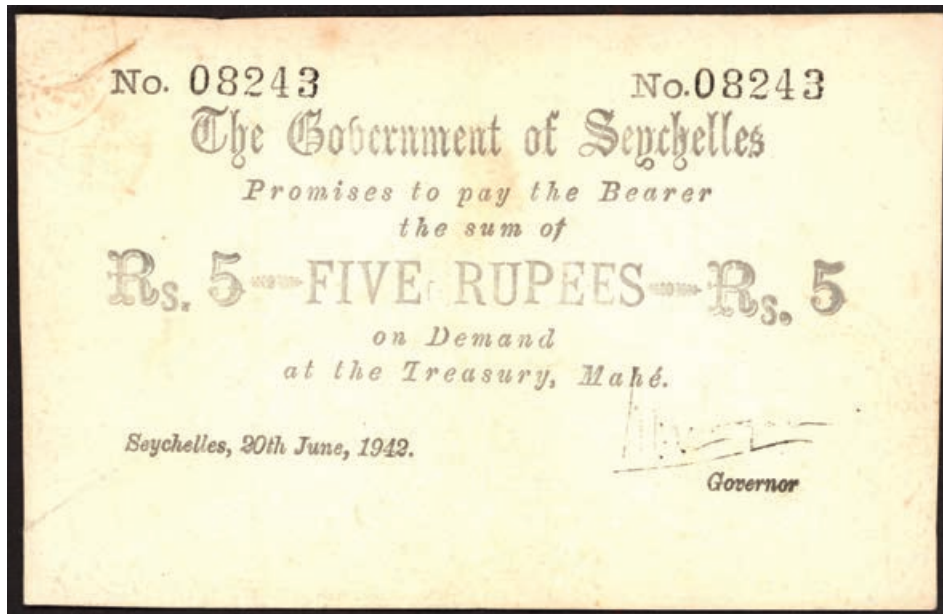 No. 08243 No. 08243
The Government of Seychelles
Promises to pay the Bearer
the sum of
Rs. 5—FIVE RUPEES—Rs. 5
on Demand
at the Treasury, Mahé.
Seychelles, 20th June, 1942.
Governor